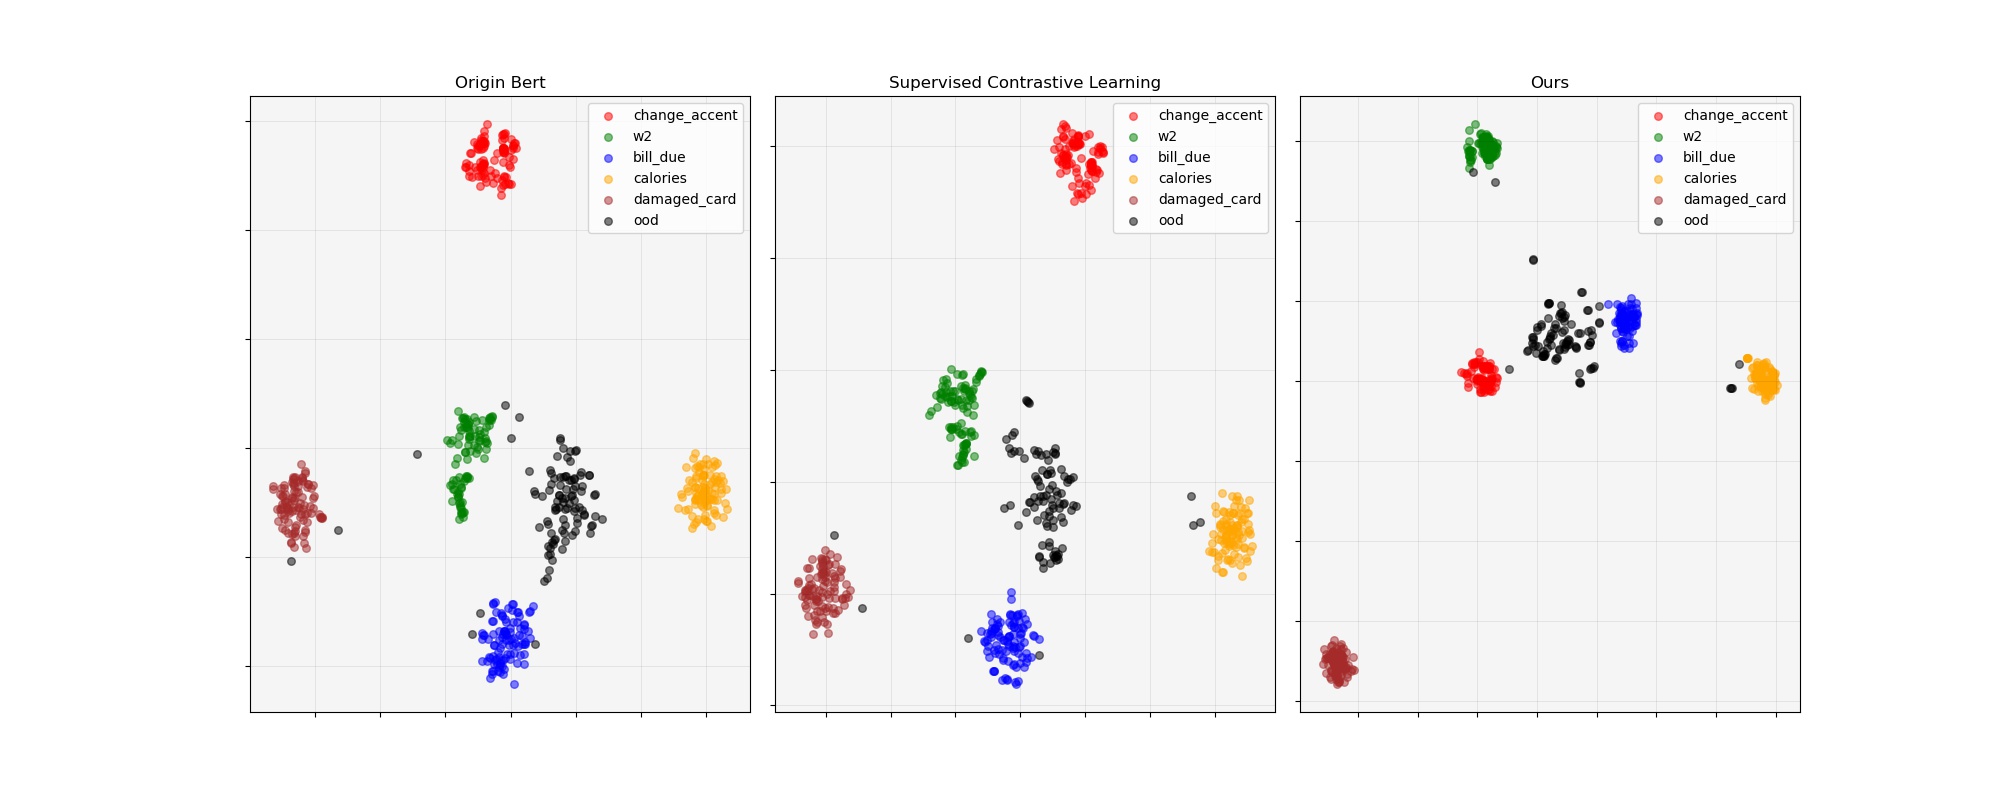 Origin Bert
change_accent
w2
bill_due
calories
damaged_card
ood
Supervised Contrastive Learning
change_accent
w2
bill_due
calories
damaged_card
ood
Ours
change_accent
w2
bill_due
calories
damaged_card
ood